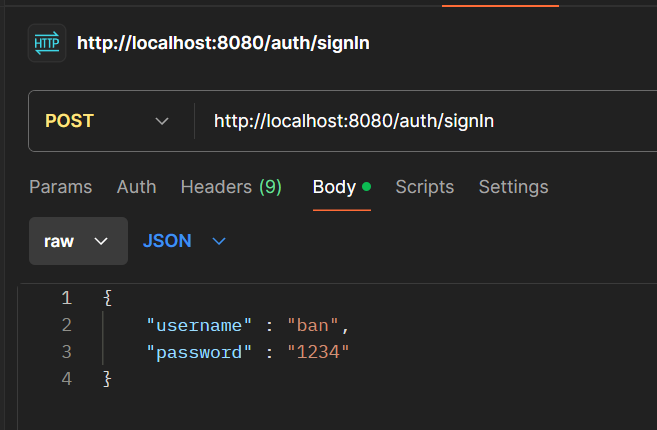 HTTP http://localhost:8080/auth/signIn
POST http://localhost:8080/auth/signIn
Params Auth Headers (9) Body Scripts Settings
raw JSON
1 {
2 "username" : "ban",
3 "password" : "1234"
4 }